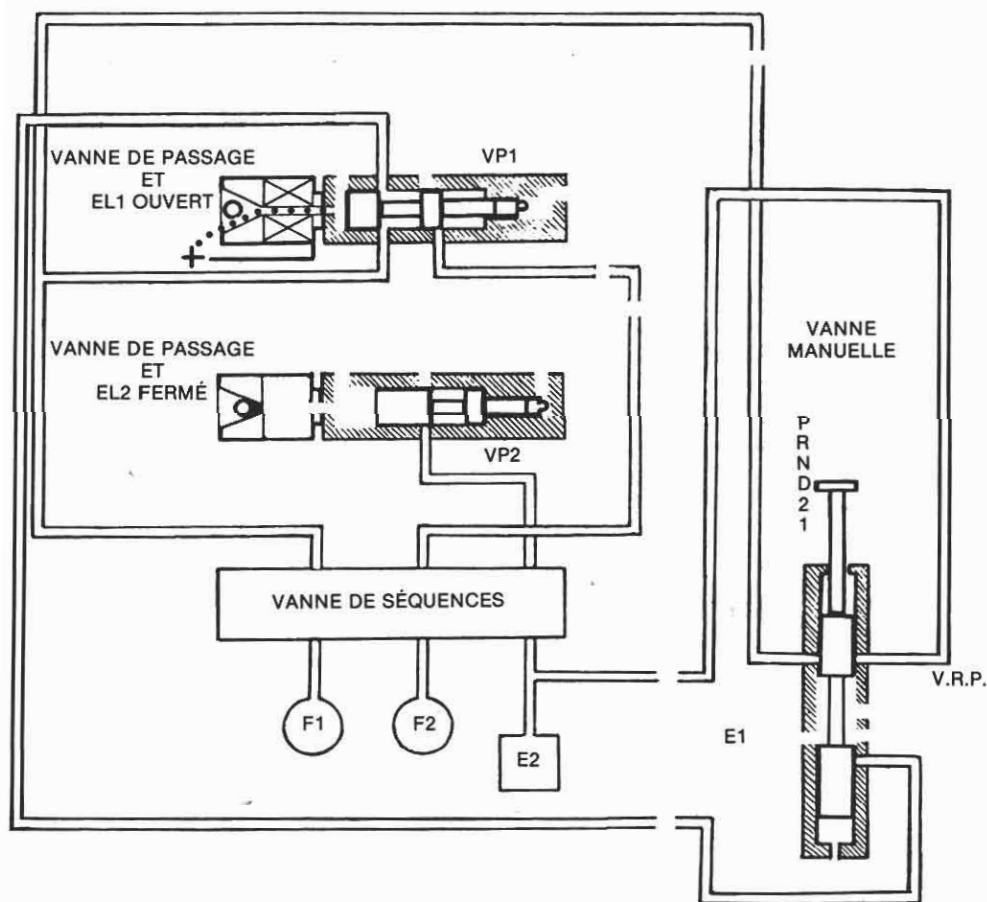 VANNE DE PASSAGE
ET
EL1 OUVERT
VP1
VANNE DE PASSAGE
ET
EL2 FERMÉ
VP2
VANNE
MANUELLE
P
R
N
D
2
1
VANNE DE SÉQUENCES
V.R.P.
F1
F2
E2
E1